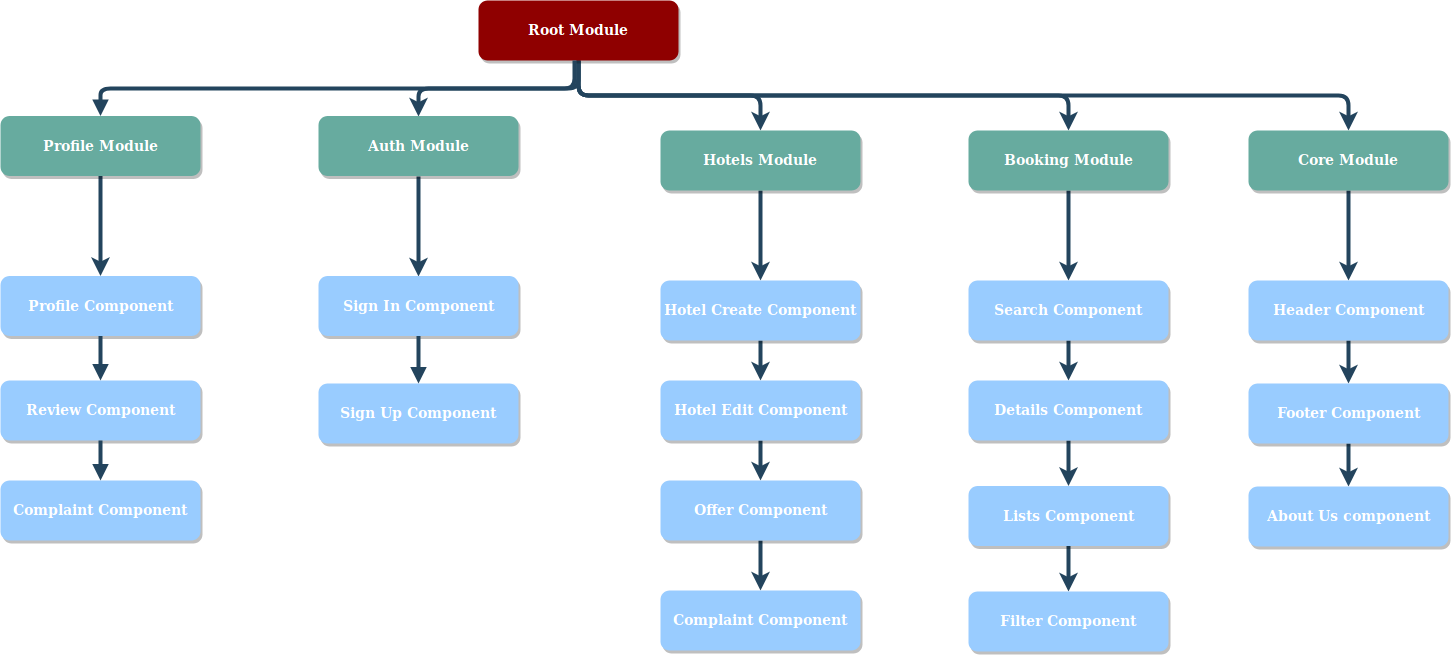 Root Module
Profile Module
Auth Module
Hotels Module
Booking Module
Core Module
Profile Component
Sign In Component
Hotel Create Component
Search Component
Header Component
Review Component
Sign Up Component
Hotel Edit Component
Details Component
Footer Component
Complaint Component
Offer Component
Lists Component
About Us component
Complaint Component
Filter Component